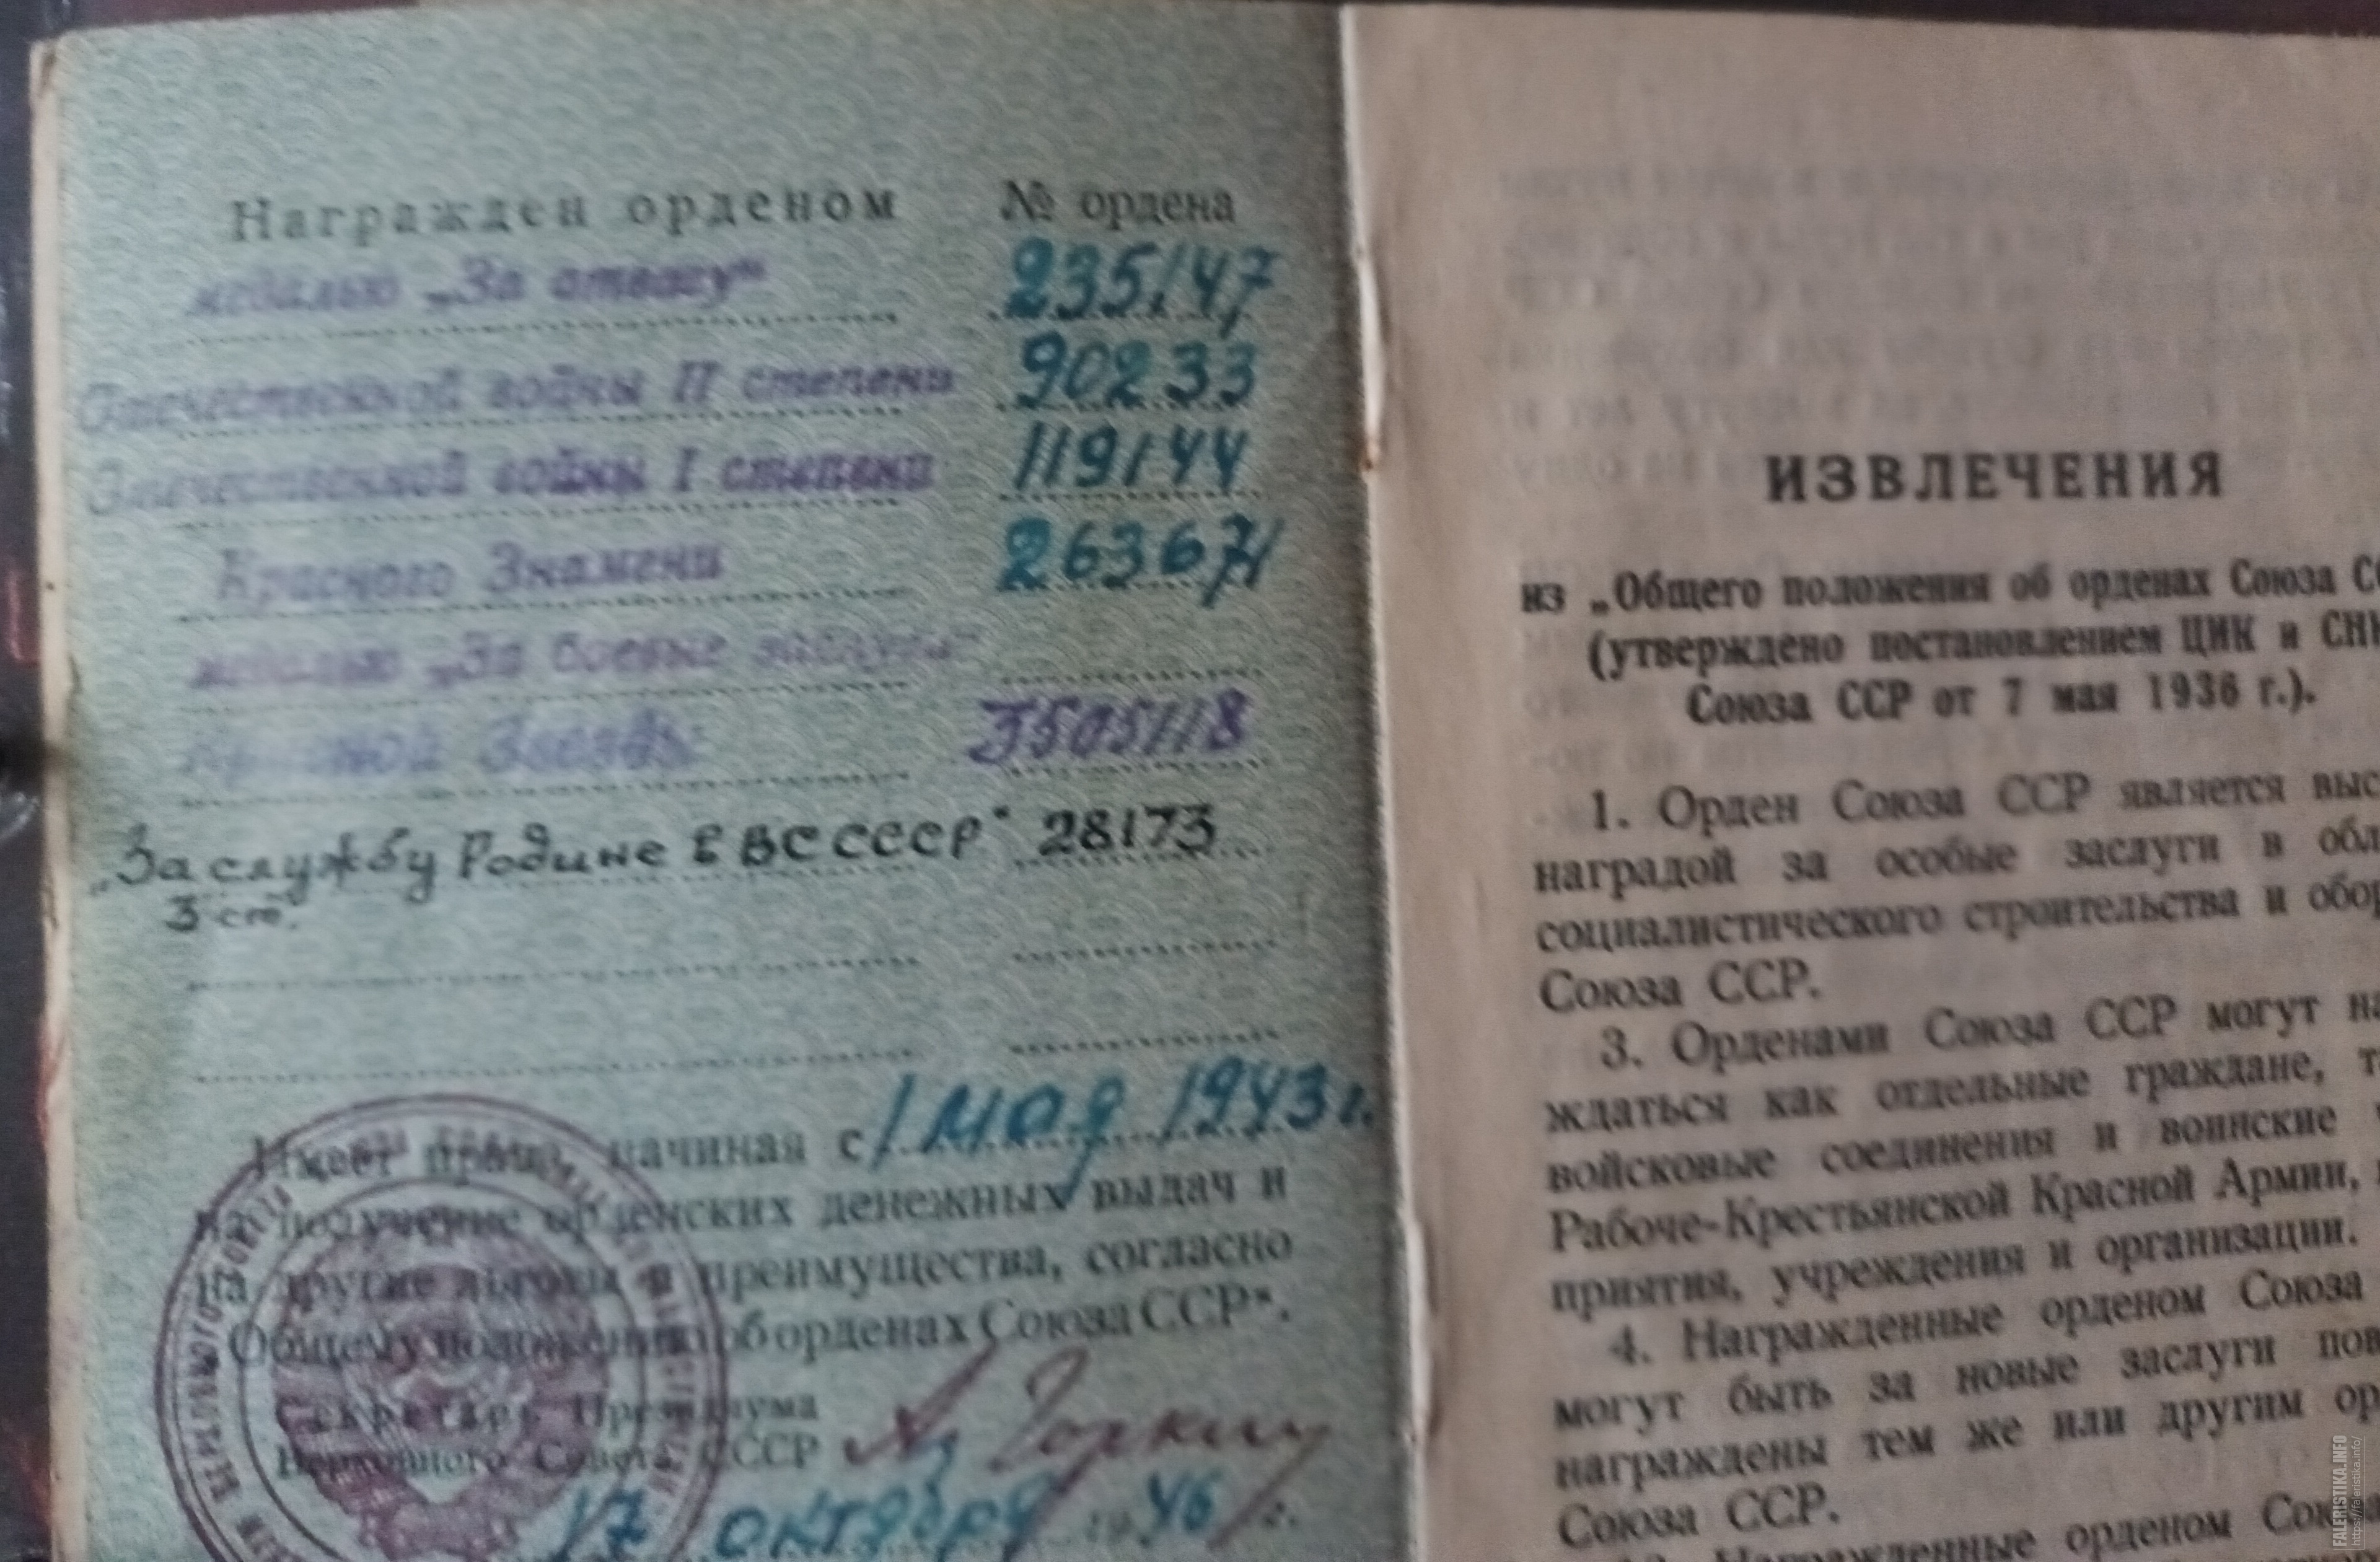 Награжден орденом № ордена
медалью „За отвагу" 235147
Отечественной войны II степени 90233
Отечественной войны I степени 119144
Красного Знамени 263671
медалью „За боевые заслуги"
Красной Звезды 3505118
„За службу Родине в ВС СССР" 28173
3 ст.
Имеет право, начиная с 1 мая 1943 г.
на получение орденских денежных выдач и
на другие льготы и преимущества, согласно
„Общему положению об орденах Союза ССР".
Секретарь Президиума
Верховного Совета СССР А. Горкин
17 октября 1946 г.
ИЗВЛЕЧЕНИЯ
из „Общего положения об орденах Союза
(утверждено постановлением ЦИК и
Союза ССР от 7 мая 1936 г.).
1. Орден Союза ССР является
наградой за особые заслуги в
социалистического строительства и
Союза ССР.
3. Орденами Союза ССР могут
ждаться как отдельные граждане,
войсковые соединения и воинские
Рабоче-Крестьянской Красной Армии,
приятия, учреждения и организации.
4. Награжденные орденом Союза
могут быть за новые заслуги
награждены тем же или другим
Союза ССР.
Награжденные орденом
FALERISTIKA.INFO
https://faleristika.info/